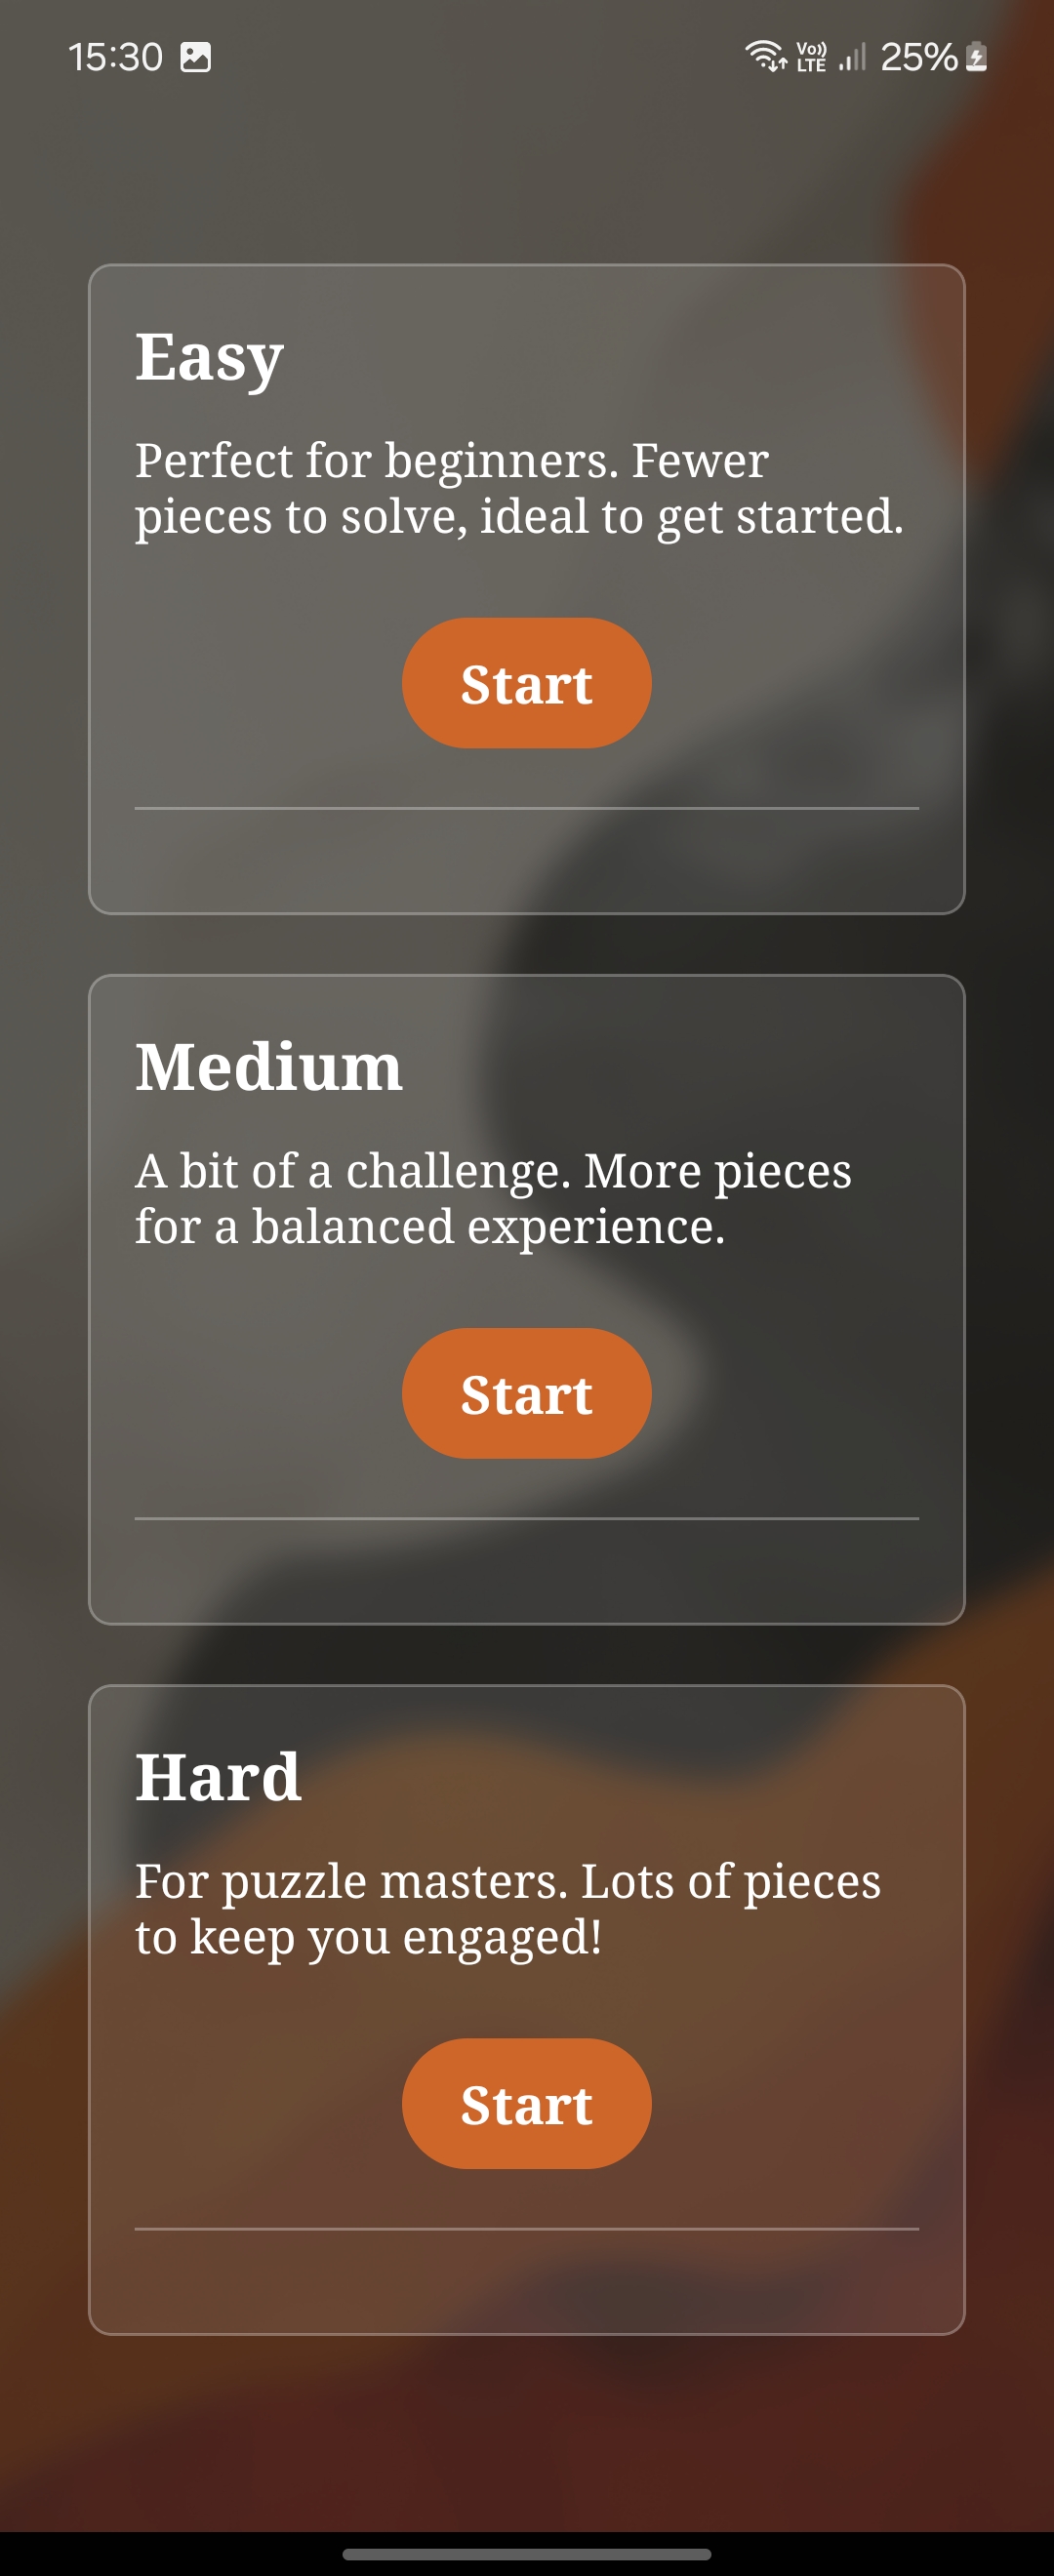 15:30
Vo)) LTE
25%
Easy
Perfect for beginners. Fewer
pieces to solve, ideal to get started.
Start
Medium
A bit of a challenge. More pieces
for a balanced experience.
Start
Hard
For puzzle masters. Lots of pieces
to keep you engaged!
Start